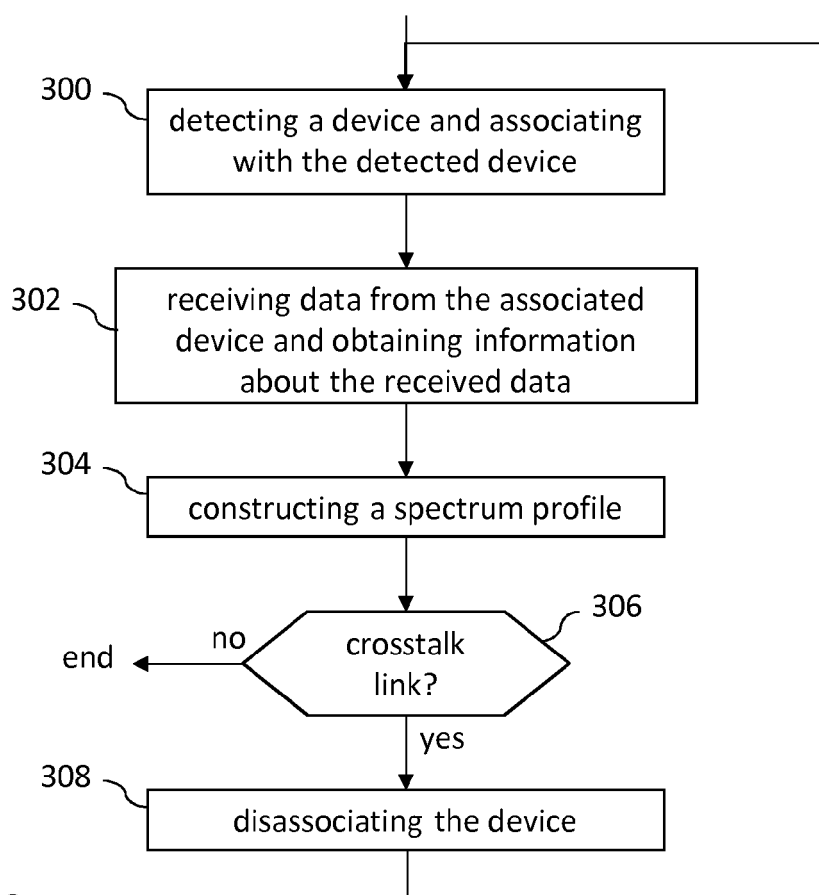 300
detecting a device and associating
with the detected device
302
receiving data from the associated
device and obtaining information
about the received data
304
constructing a spectrum profile
306
crosstalk
link?
no
end
yes
308
disassociating the device